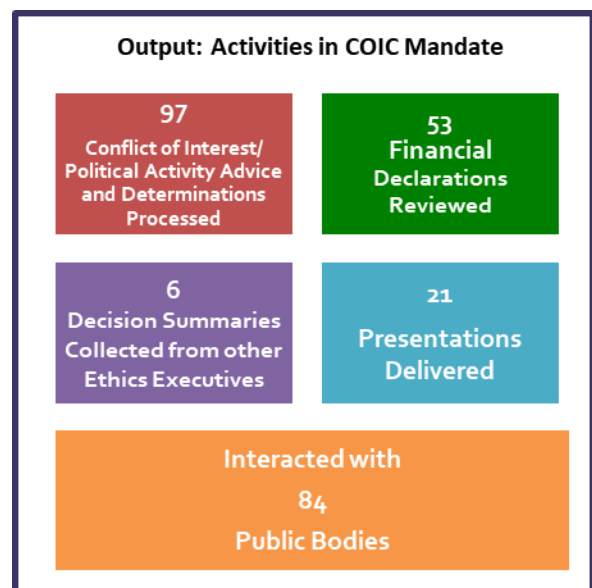 Output: Activities in COIC Mandate
97
Conflict of Interest/
Political Activity Advice
and Determinations
Processed
53
Financial
Declarations
Reviewed
6
Decision Summaries
Collected from other
Ethics Executives
21
Presentations
Delivered
Interacted with
84
Public Bodies